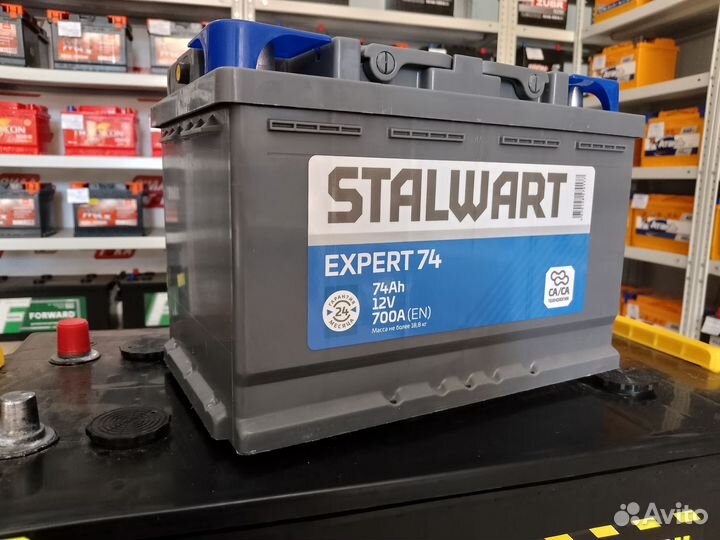 STALWART
EXPERT 74
74Ah
12V
700A (EN)
Масса не более 18,8 кг
ГАРАНТИЯ
24
МЕСЯЦА
CA/CA
ТЕХНОЛОГИЯ
FORWARD
Avito